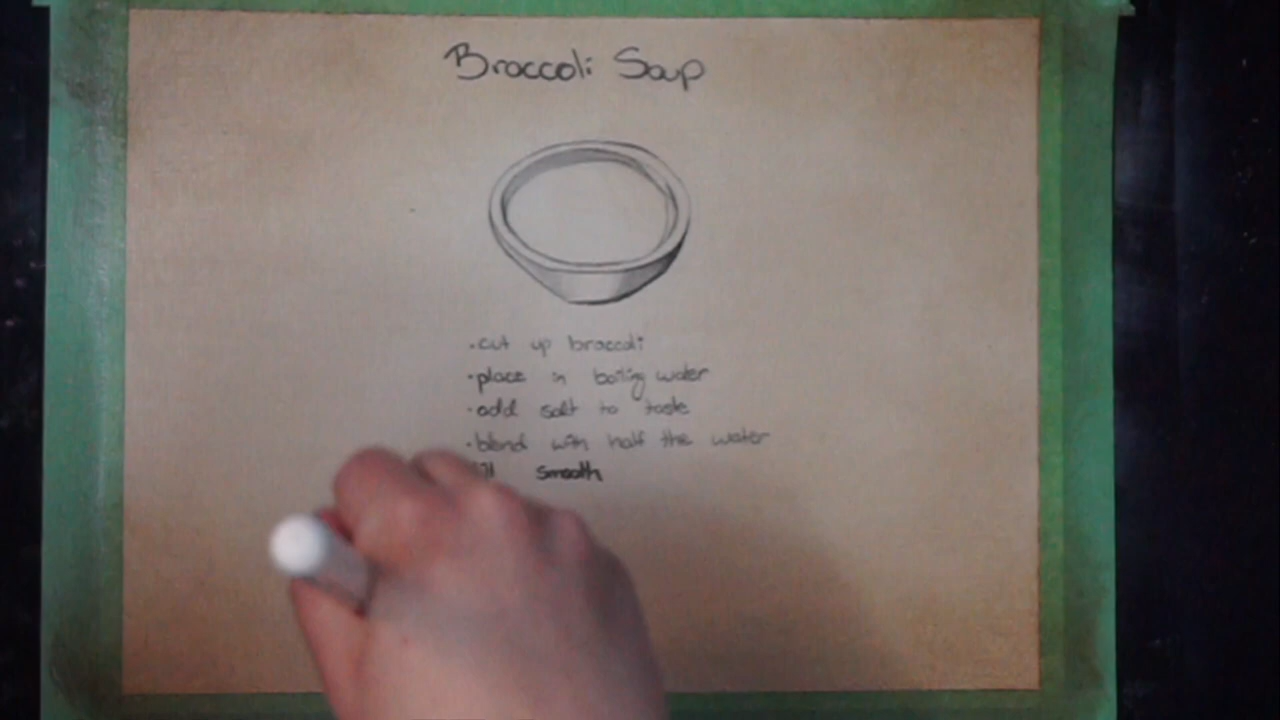 Broccoli Soup
·cut up broccoli
·place in boiling water
·add salt to taste
·blend with half the water
smooth